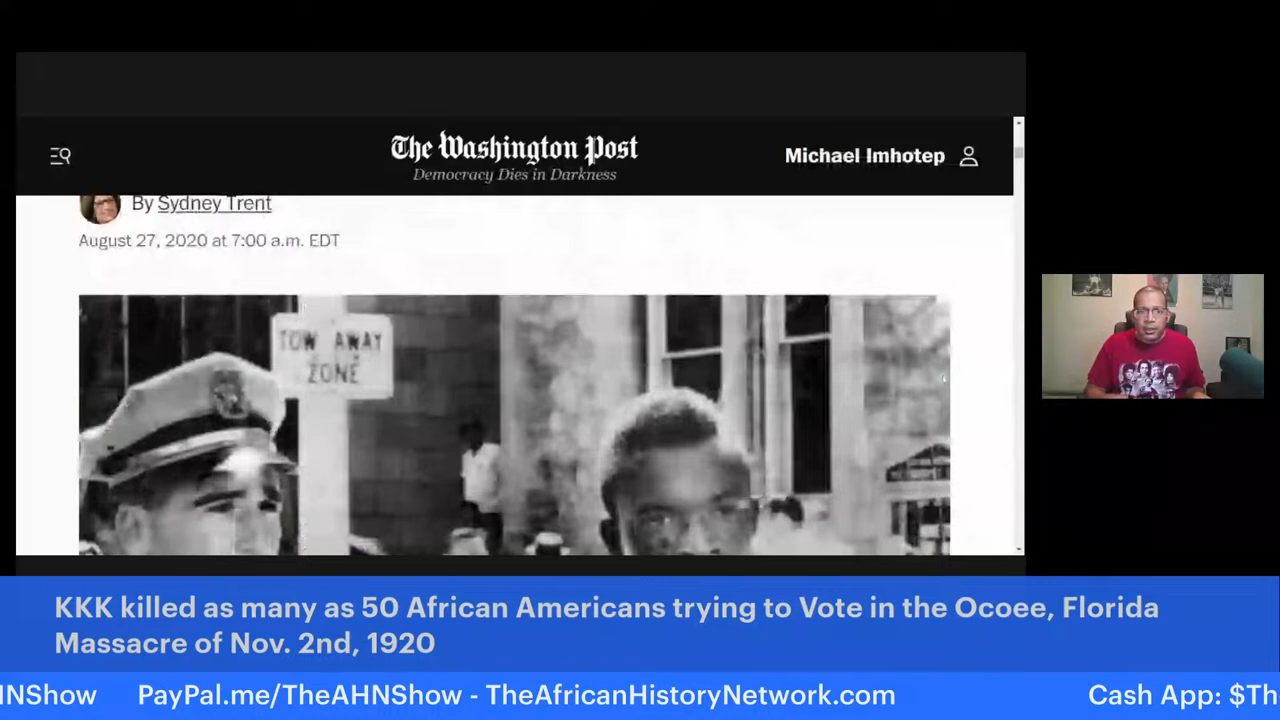 The Washington Post
Democracy Dies in Darkness
Michael Imhotep
By Sydney Trent
August 27, 2020 at 7:00 a.m. EDT
TOW AWAY
ZONE
KKK killed as many as 50 African Americans trying to Vote in the Ocoee, Florida
Massacre of Nov. 2nd, 1920
HNShow PayPal.me/TheAHNShow - TheAfricanHistoryNetwork.com Cash App: $Th